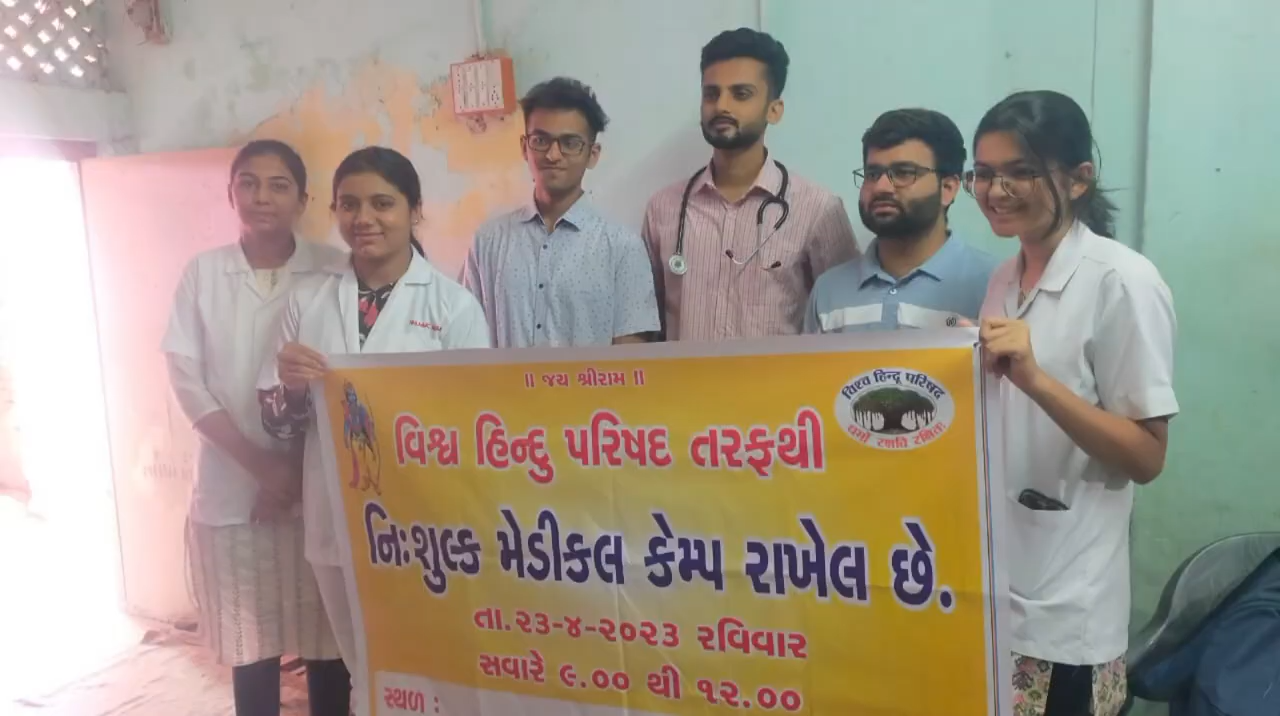 ॥ જય શ્રીરામ ॥
વિશ્વ હિન્દુ પરિષદ તરફથી
વિશ્વ હિન્દૂ પરિષદ
ધર્મો રક્ષતિ રક્ષિતઃ
નિઃશુલ્ક મેડીકલ કેમ્પ રાખેલ છે.
તા.૨૩-૪-૨૦૨૩ રવિવાર
સવારે ૯.૦૦ થી ૧૨.૦૦
સ્થળ :